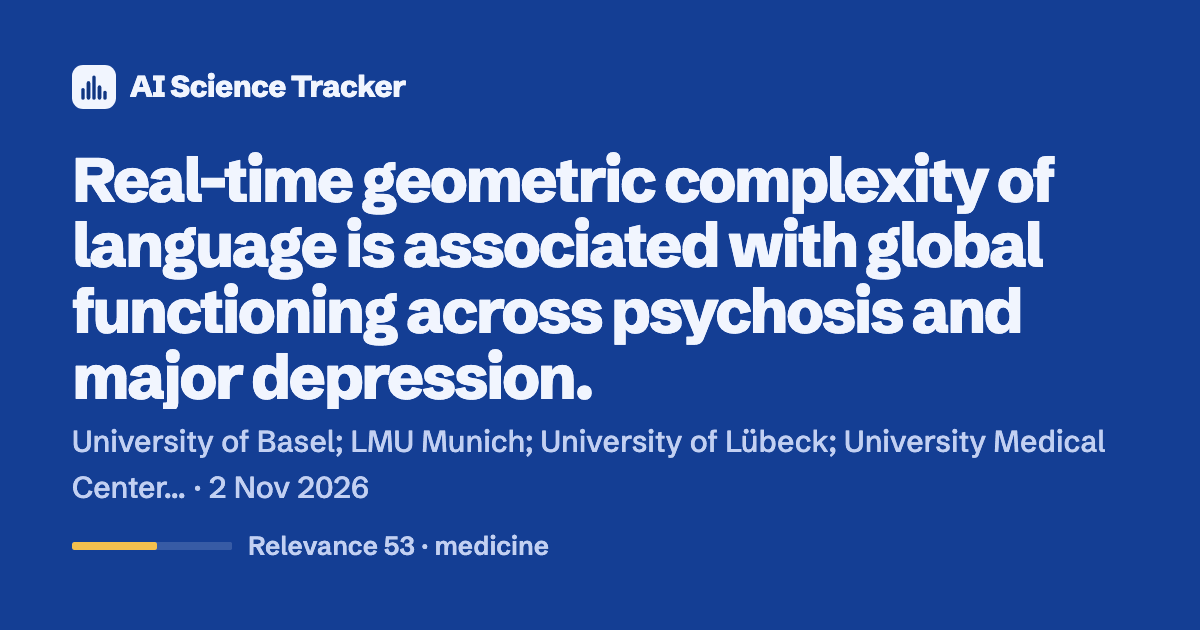 AI Science Tracker
Real-time geometric complexity of
language is associated with global
functioning across psychosis and
major depression.
University of Basel; LMU Munich; University of Lübeck; University Medical
Center... · 2 Nov 2026
Relevance 53 · medicine